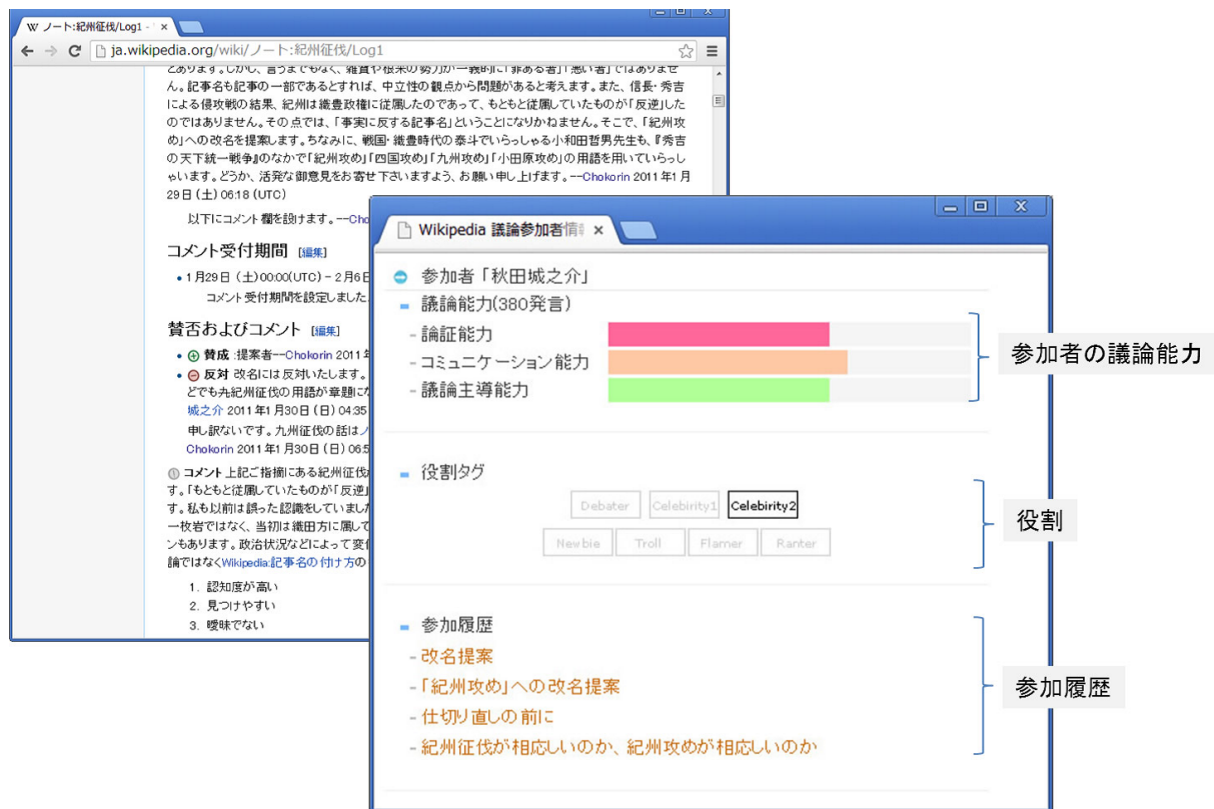 W ノート:紀州征伐/Log1 -
ja.wikipedia.org/wiki/ノート:紀州征伐/Log1
とあります。しかし、言うまでもなく、雑賀や根来の勢力が一義的に「罪ある者」「悪い者」ではありませ
ん。記事名も記事の一部であるとすれば、中立性の観点から問題があると考えます。また、信長・秀吉
による侵攻戦の結果、紀州は織豊政権に従属したのであって、もともと従属していたものが「反逆」した
のではありません。その点では、「事実に反する記事名」ということになりかねません。そこで、「紀州攻
め」への改名を提案します。ちなみに、戦国・織豊時代の泰斗でいらっしゃる小和田哲男先生も、『秀吉
の天下統一戦争』のなかで「紀州攻め」「四国攻め」「九州攻め」「小田原攻め」の用語を用いていらっし
ゃいます。どうか、活発な御意見をお寄せ下さいますよう、お願い申し上げます。--Chokorin 2011年1月
29日 (土) 06:18 (UTC)
以下にコメント欄を設けます。--Cho
コメント受付期間 [編集]
1月29日 (土)00:00(UTC) - 2月6日
コメント受付期間を設定しました。
賛否およびコメント [編集]
賛成 :提案者--Chokorin 2011年
反対 改名には反対いたします。
どでも先紀州征伐の用語が章題に
城之介 2011年1月30日 (日) 04:35
申し訳ないです。九州征伐の話はノ
Chokorin 2011年1月30日 (日) 06:5
コメント 上記ご指摘にある紀州征伐
す。「もともと従属していたものが「反逆」
す。私も以前は誤った認識をしていまし
一枚岩ではなく、当初は織田方に属して
ンもあります。政治状況などによって変
論ではなくWikipedia:記事名の付け方の
1. 認知度が高い
2. 見つけやすい
3. 曖昧でない
Wikipedia 議論参加者情報
参加者「秋田城之介」
議論能力(380発言)
- 論証能力
- コミュニケーション能力
- 議論主導能力
参加者の議論能力
役割タグ
Debater Celebirity1 Celebirity2
Newbie Troll Flamer Ranter
役割
参加履歴
- 改名提案
- 「紀州攻め」への改名提案
- 仕切り直しの前に
- 紀州征伐が相応しいのか、紀州攻めが相応しいのか
参加履歴